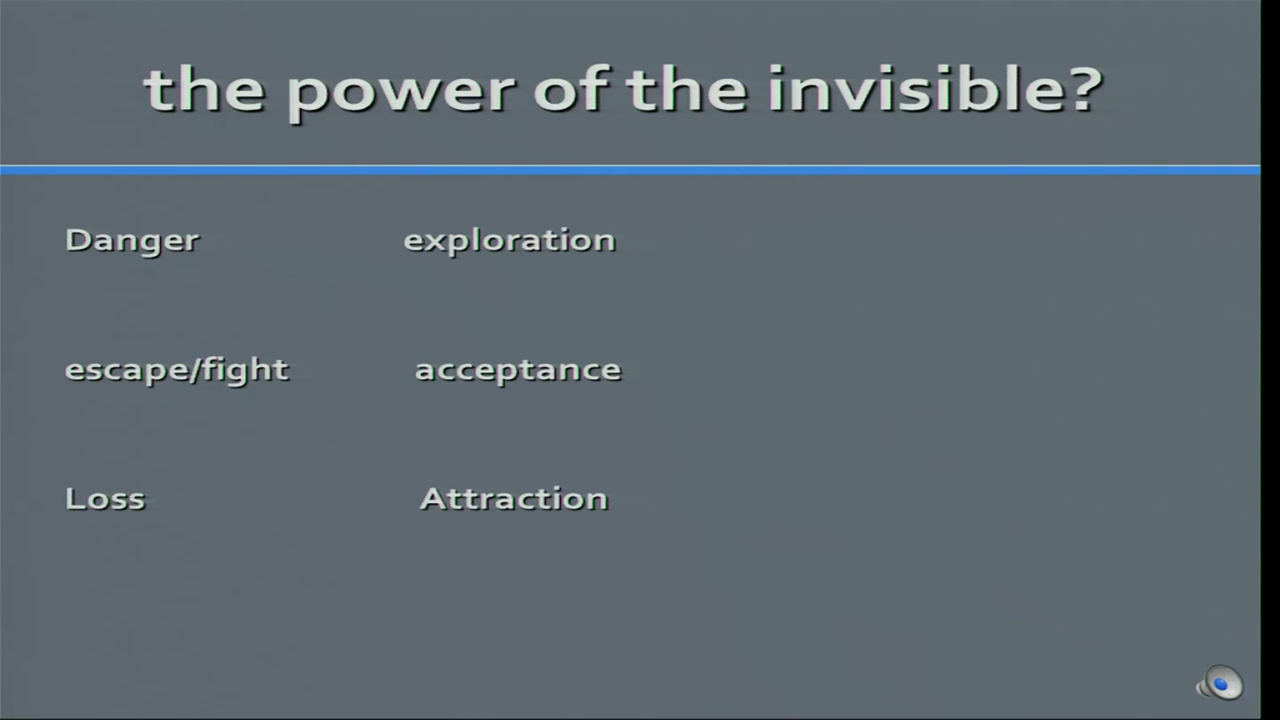 the power of the invisible?
Danger exploration
escape/fight acceptance
Loss Attraction